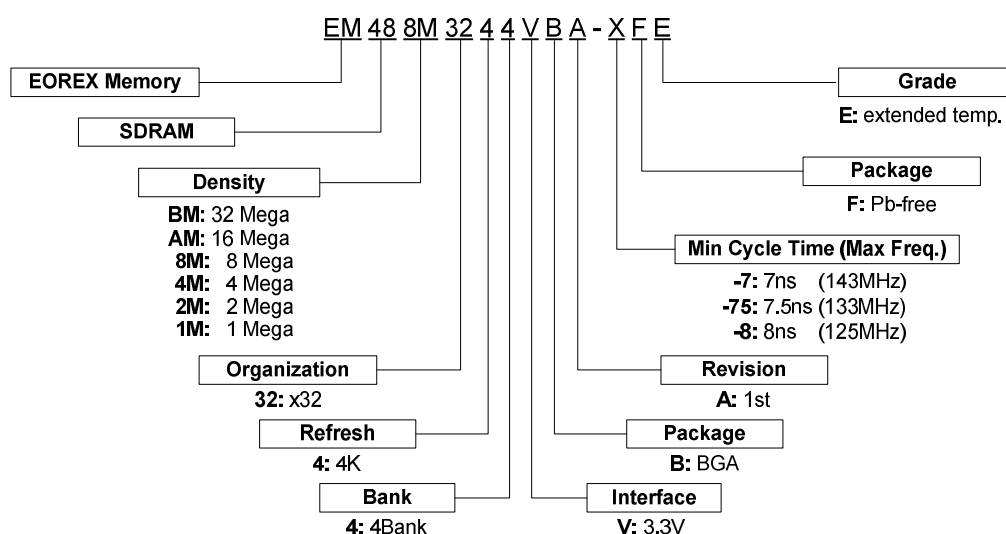 EM 48 8M 32 4 4 V B A - X F E
EOREX Memory
Grade
E: extended temp.
SDRAM
Density
BM: 32 Mega
AM: 16 Mega
8M: 8 Mega
4M: 4 Mega
2M: 2 Mega
1M: 1 Mega
Package
F: Pb-free
Min Cycle Time (Max Freq.)
-7: 7ns (143MHz)
-75: 7.5ns (133MHz)
-8: 8ns (125MHz)
Organization
32: x32
Revision
A: 1st
Refresh
4: 4K
Package
B: BGA
Bank
4: 4Bank
Interface
V: 3.3V